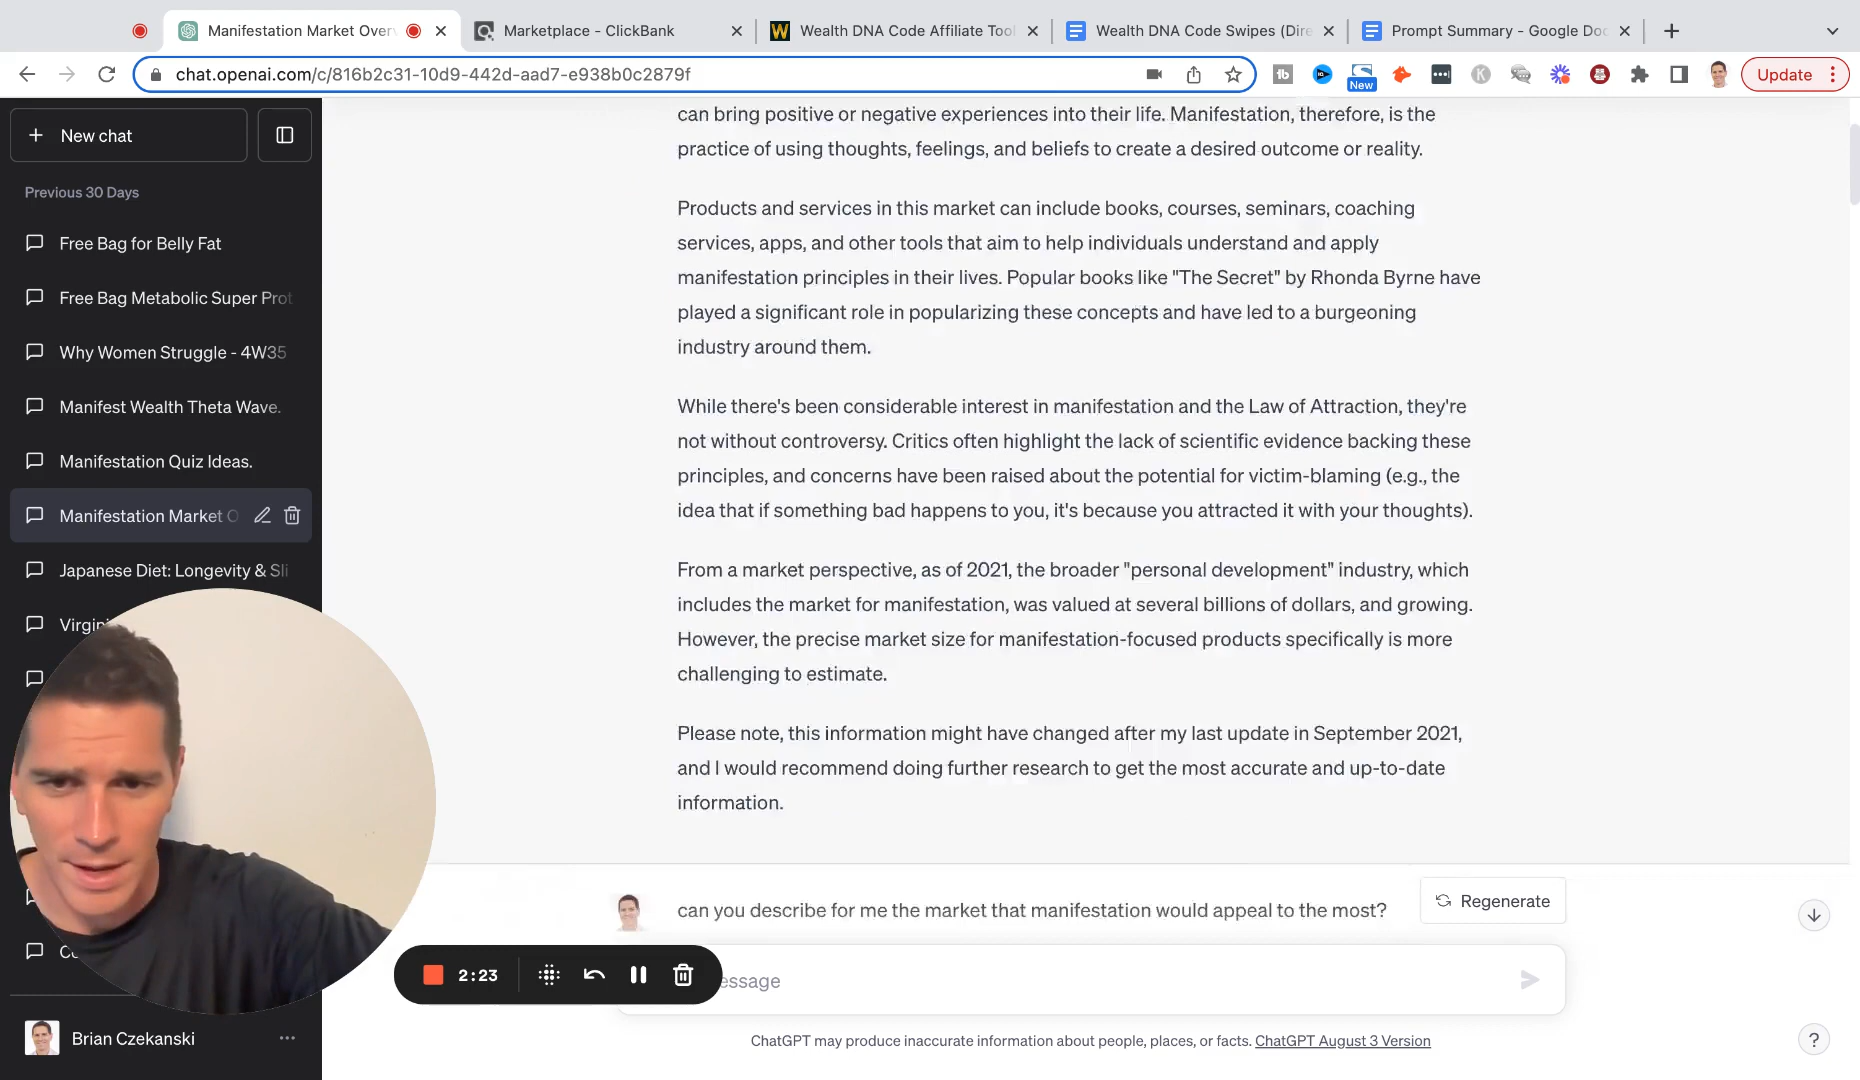 Manifestation Market Over
Marketplace - ClickBank
Wealth DNA Code Affiliate Tool
Wealth DNA Code Swipes (Dire
Prompt Summary - Google Doc
chat.openai.com/c/816b2c31-10d9-442d-aad7-e938b0c2879f
New
Update
New chat
Previous 30 Days
Free Bag for Belly Fat
Free Bag Metabolic Super Prot
Why Women Struggle - 4W35
Manifest Wealth Theta Wave.
Manifestation Quiz Ideas.
Manifestation Market O
Japanese Diet: Longevity & Sli
Brian Czekanski
can bring positive or negative experiences into their life. Manifestation, therefore, is the
practice of using thoughts, feelings, and beliefs to create a desired outcome or reality.
Products and services in this market can include books, courses, seminars, coaching
services, apps, and other tools that aim to help individuals understand and apply
manifestation principles in their lives. Popular books like "The Secret" by Rhonda Byrne have
played a significant role in popularizing these concepts and have led to a burgeoning
industry around them.
While there's been considerable interest in manifestation and the Law of Attraction, they're
not without controversy. Critics often highlight the lack of scientific evidence backing these
principles, and concerns have been raised about the potential for victim-blaming (e.g., the
idea that if something bad happens to you, it's because you attracted it with your thoughts).
From a market perspective, as of 2021, the broader "personal development" industry, which
includes the market for manifestation, was valued at several billions of dollars, and growing.
However, the precise market size for manifestation-focused products specifically is more
challenging to estimate.
Please note, this information might have changed after my last update in September 2021,
and I would recommend doing further research to get the most accurate and up-to-date
information.
can you describe for me the market that manifestation would appeal to the most?
Regenerate
2:23
essage
ChatGPT may produce inaccurate information about people, places, or facts. ChatGPT August 3 Version
?